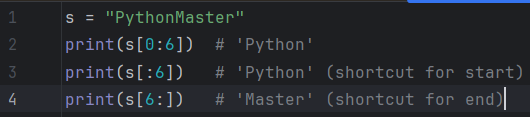 1 s = "PythonMaster"
2 print(s[0:6])  # 'Python'
3 print(s[:6])   # 'Python' (shortcut for start)
4 print(s[6:])   # 'Master' (shortcut for end)